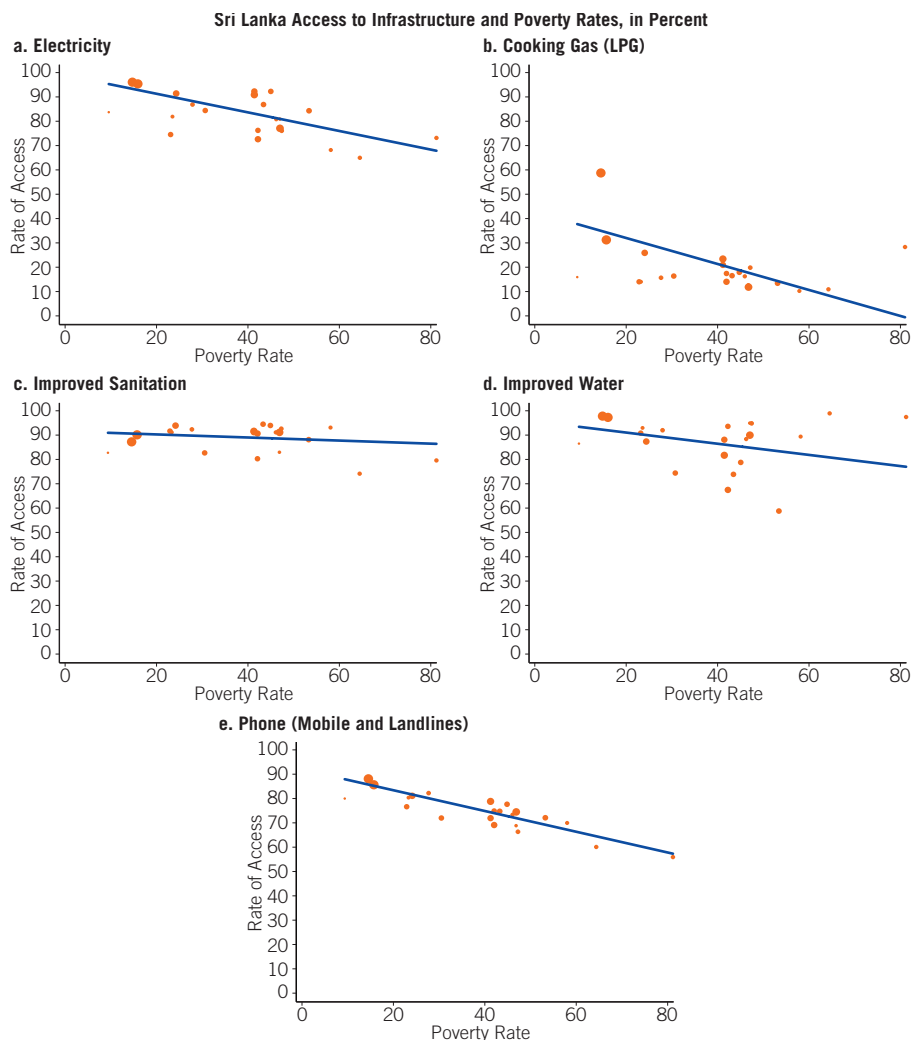 Sri Lanka Access to Infrastructure and Poverty Rates, in Percent
a. Electricity
100
90
80
70
60
50
40
30
20
10
0
Rate of Access
0 20 40 60 80
Poverty Rate
b. Cooking Gas (LPG)
100
90
80
70
60
50
40
30
20
10
0
Rate of Access
0 20 40 60 80
Poverty Rate
c. Improved Sanitation
100
90
80
70
60
50
40
30
20
10
0
Rate of Access
0 20 40 60 80
Poverty Rate
d. Improved Water
100
90
80
70
60
50
40
30
20
10
0
Rate of Access
0 20 40 60 80
Poverty Rate
e. Phone (Mobile and Landlines)
100
90
80
70
60
50
40
30
20
10
0
Rate of Access
0 20 40 60 80
Poverty Rate